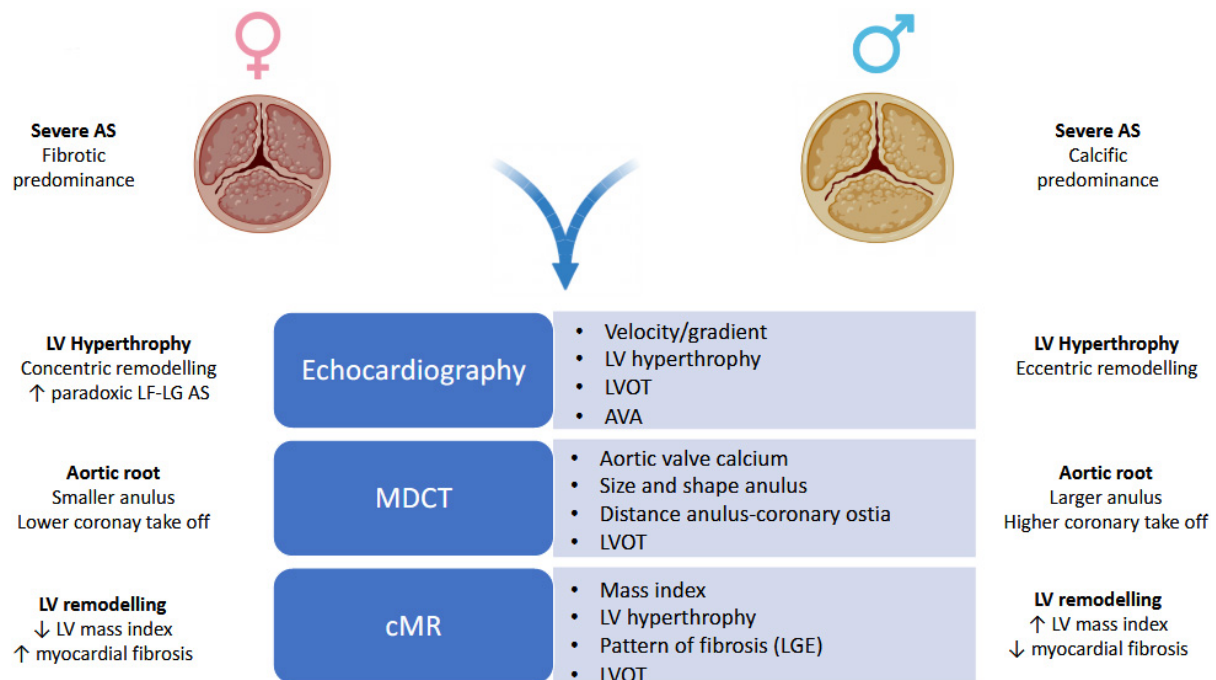 Severe AS
Fibrotic
predominance
Severe AS
Calcific
predominance
LV Hyperthrophy
Concentric remodelling
↑ paradoxic LF-LG AS
Echocardiography
• Velocity/gradient
• LV hyperthrophy
• LVOT
• AVA
LV Hyperthrophy
Eccentric remodelling
Aortic root
Smaller anulus
Lower coronay take off
MDCT
• Aortic valve calcium
• Size and shape anulus
• Distance anulus-coronary ostia
• LVOT
Aortic root
Larger anulus
Higher coronary take off
LV remodelling
↓ LV mass index
↑ myocardial fibrosis
cMR
• Mass index
• LV hyperthrophy
• Pattern of fibrosis (LGE)
• LVOT
LV remodelling
↑ LV mass index
↓ myocardial fibrosis